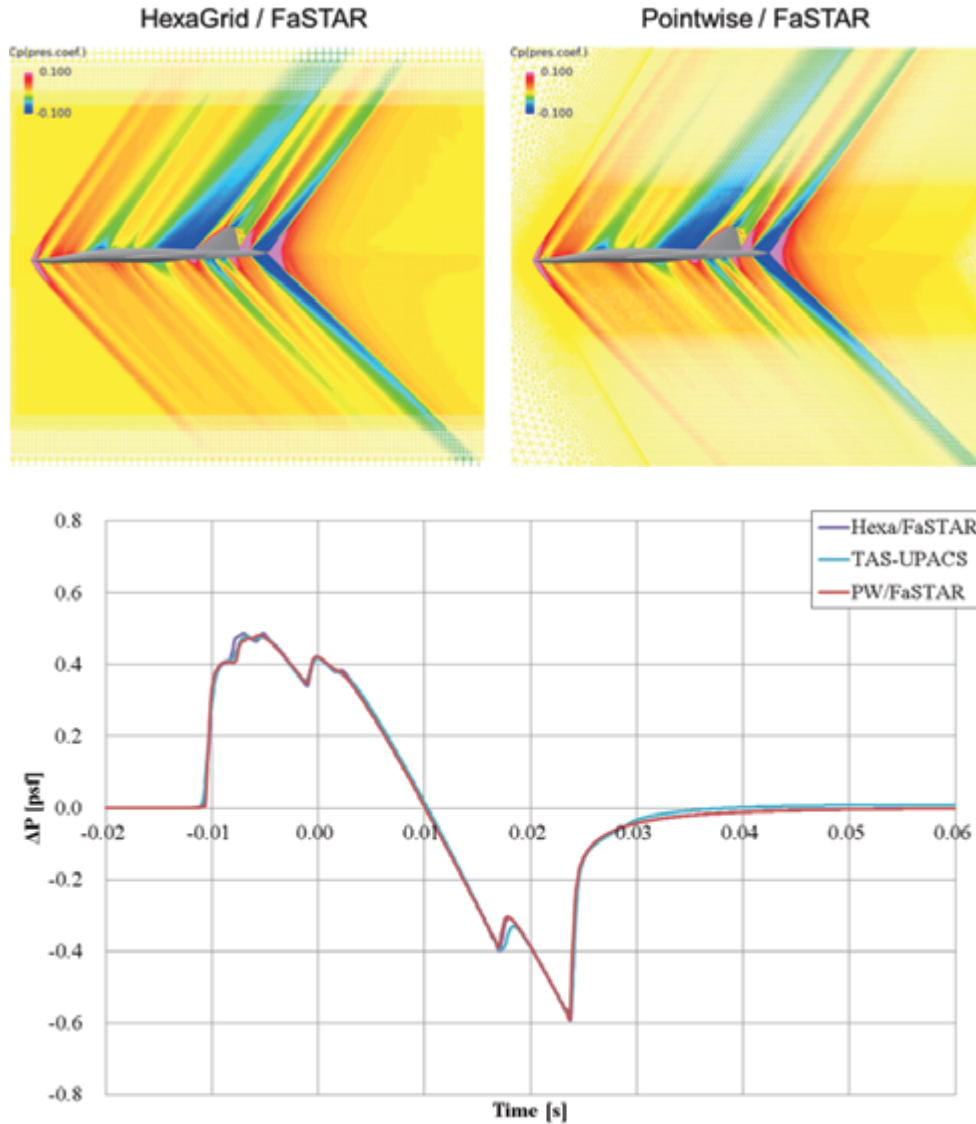 HexaGrid / FaSTAR
Pointwise / FaSTAR
Cp(pres.coef.)
0.100
-0.100
Cp(pres.coef.)
0.100
-0.100
0.8
0.6
0.4
0.2
0.0
-0.2
-0.4
-0.6
-0.8
ΔP [psf]
Hexa/FaSTAR
TAS-UPACS
PW/FaSTAR
-0.02
-0.01
0.00
0.01
0.02
0.03
0.04
0.05
0.06
Time [s]